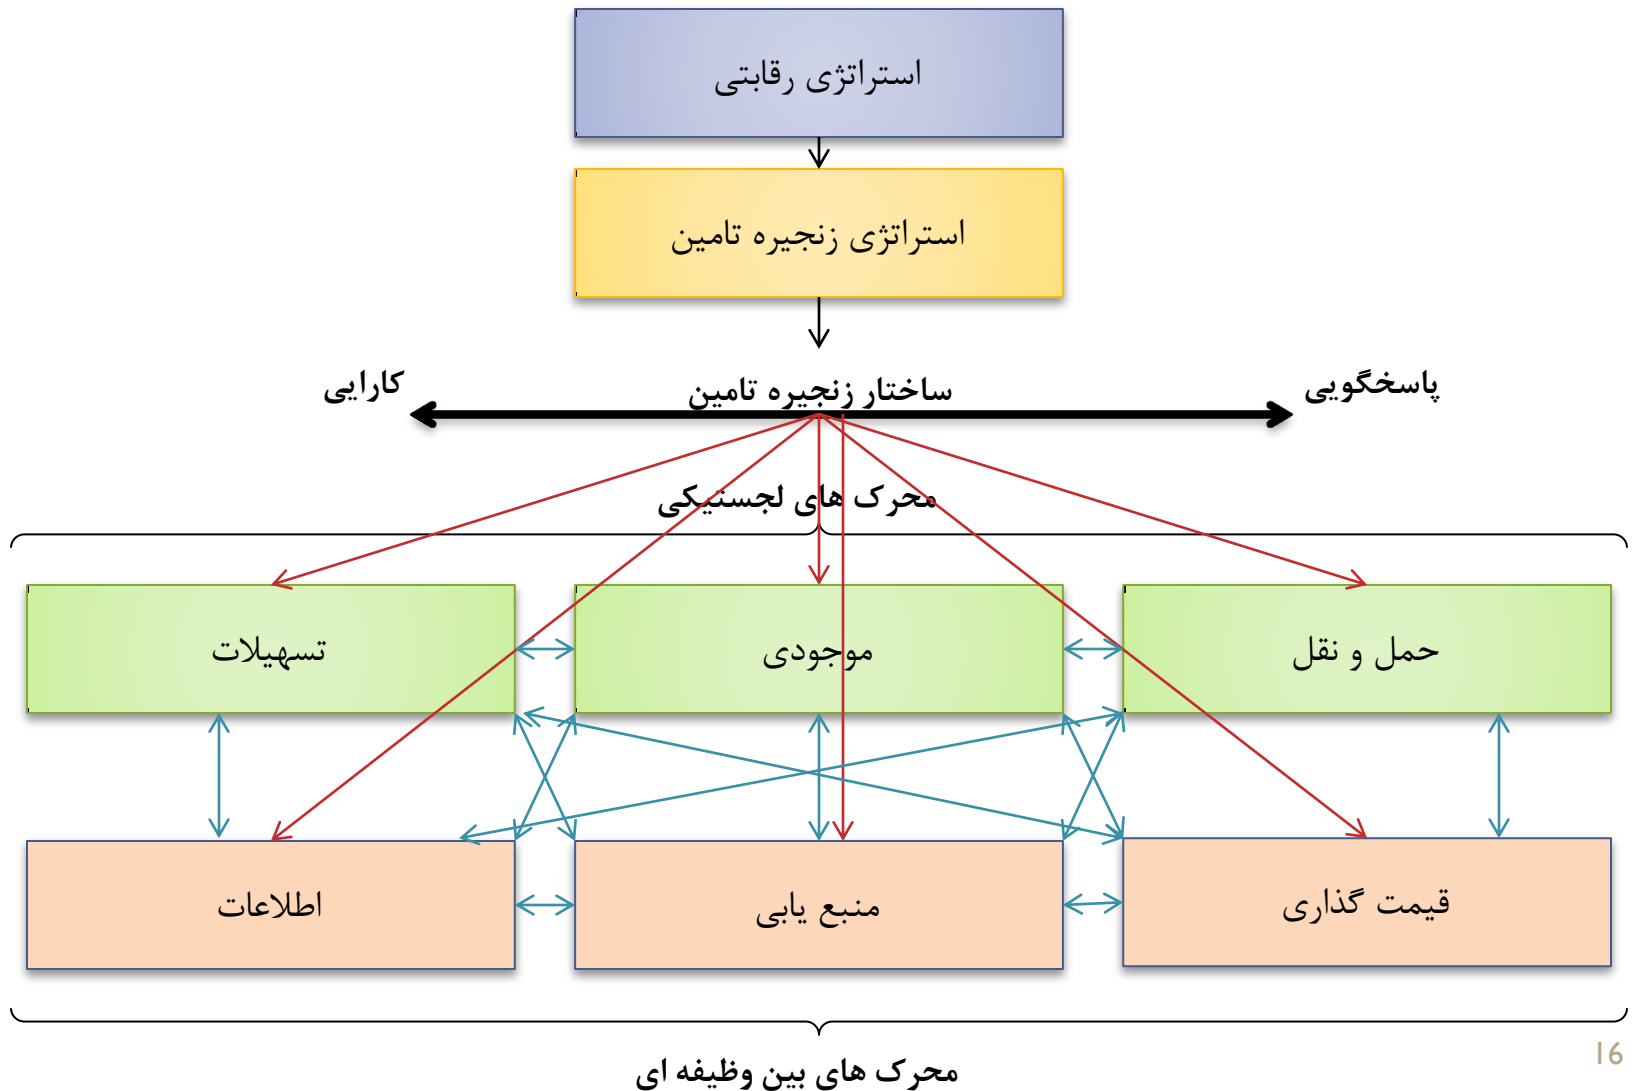 استراتژی رقابتی
استراتژی زنجیره تامین
پاسخگویی
ساختار زنجیره تامین
کارایی
محرک های لجستیکی
حمل و نقل
موجودی
تسهیلات
قیمت گذاری
منبع یابی
اطلاعات
محرک های بین وظیفه ای
16